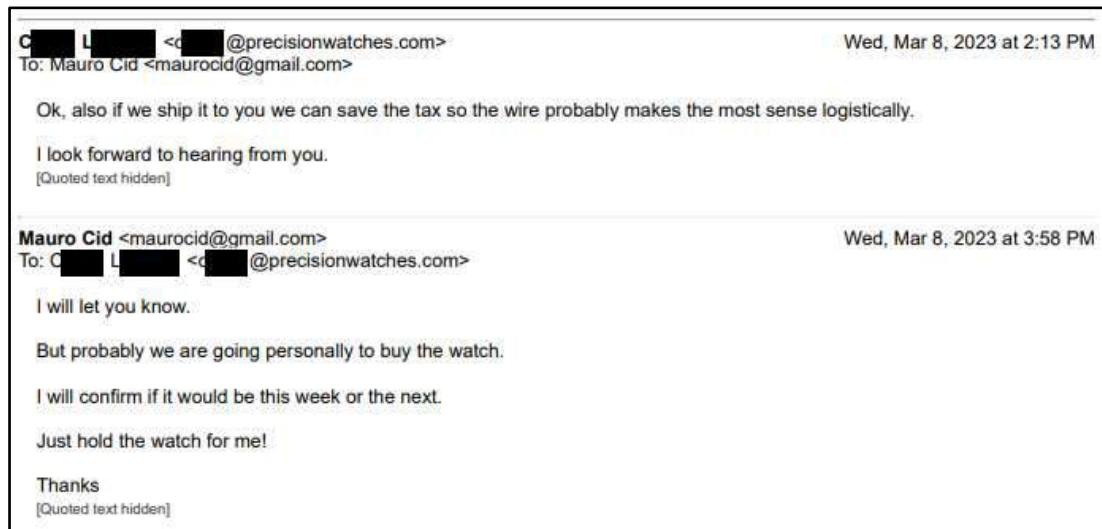 C L <c @precisionwatches.com> Wed, Mar 8, 2023 at 2:13 PM
To: Mauro Cid <maurocid@gmail.com>
Ok, also if we ship it to you we can save the tax so the wire probably makes the most sense logistically.
I look forward to hearing from you.
[Quoted text hidden]
Mauro Cid <maurocid@gmail.com> Wed, Mar 8, 2023 at 3:58 PM
To: C L <c @precisionwatches.com>
I will let you know.
But probably we are going personally to buy the watch.
I will confirm if it would be this week or the next.
Just hold the watch for me!
Thanks
[Quoted text hidden]